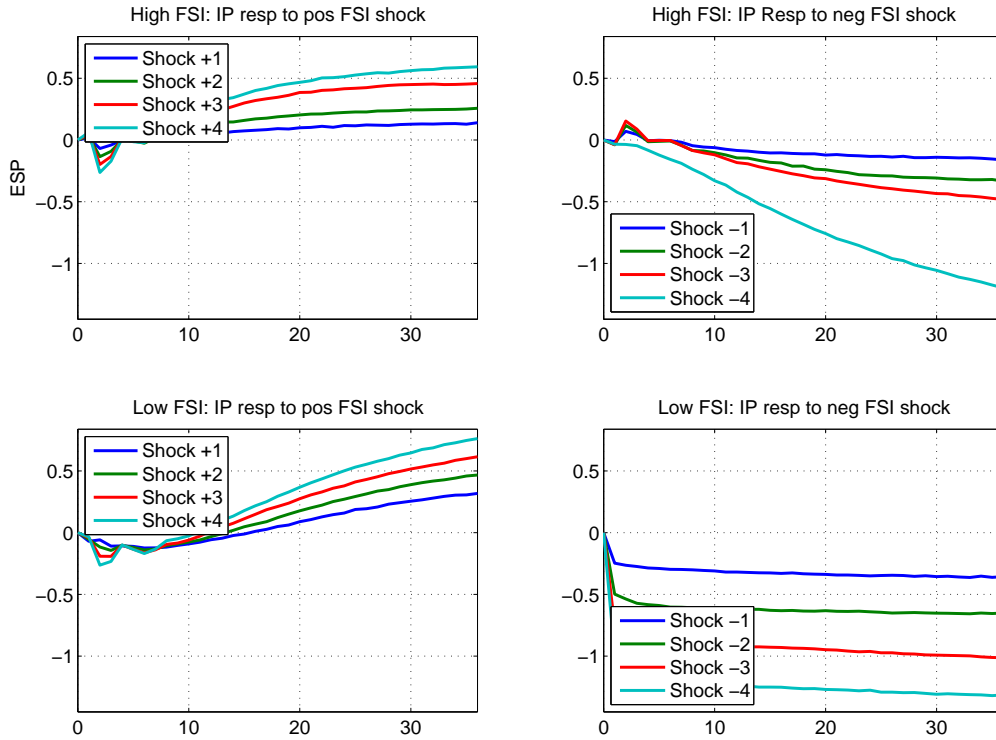 High FSI: IP resp to pos FSI shock
0.5
0
−0.5
−1
ESP
Shock +1
Shock +2
Shock +3
Shock +4
0
10
20
30
High FSI: IP Resp to neg FSI shock
0.5
0
−0.5
−1
Shock −1
Shock −2
Shock −3
Shock −4
0
10
20
30
Low FSI: IP resp to pos FSI shock
0.5
0
−0.5
−1
Shock +1
Shock +2
Shock +3
Shock +4
0
10
20
30
Low FSI: IP resp to neg FSI shock
0.5
0
−0.5
−1
Shock −1
Shock −2
Shock −3
Shock −4
0
10
20
30